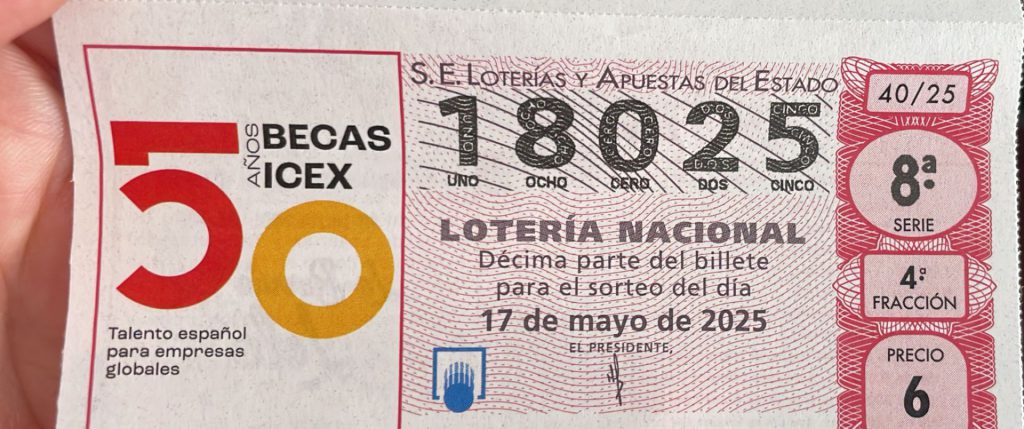 50
AÑOS
BECAS
ICEX
Talento español
para empresas
globales
S. E. LOTERÍAS Y APUESTAS DEL ESTADO
18025
UNO OCHO CERO DOS CINCO
LOTERÍA NACIONAL
Décima parte del billete
para el sorteo del día
17 de mayo de 2025
EL PRESIDENTE,
40/25
8ª
SERIE
4ª
FRACCIÓN
PRECIO
6